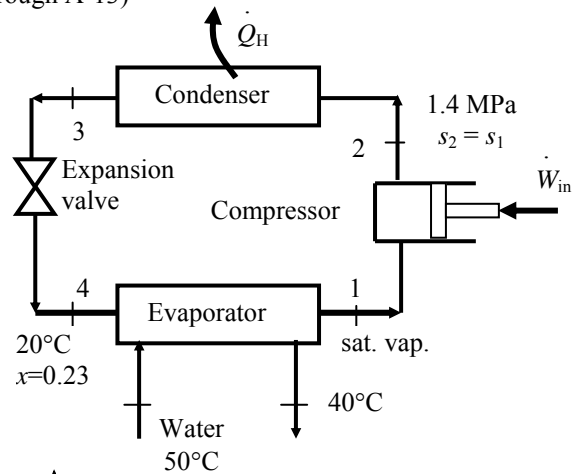 rough A-13)
Q̇H
Condenser
1.4 MPa
s2 = s1
3
2
Expansion
valve
Ẇin
Compressor
4
Evaporator
1
20°C
x=0.23
sat. vap.
40°C
Water
50°C